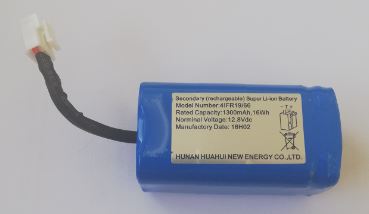 Secondary (rechargeable) Super Li-ion Battery
Model Number:4IFR19/66
Rated Capacity:1300mAh,16Wh
Norminal Voltage:12.8Vdc
Manufactory Date: 16H02
HUNAN HUAHUI NEW ENERGY CO.,LTD